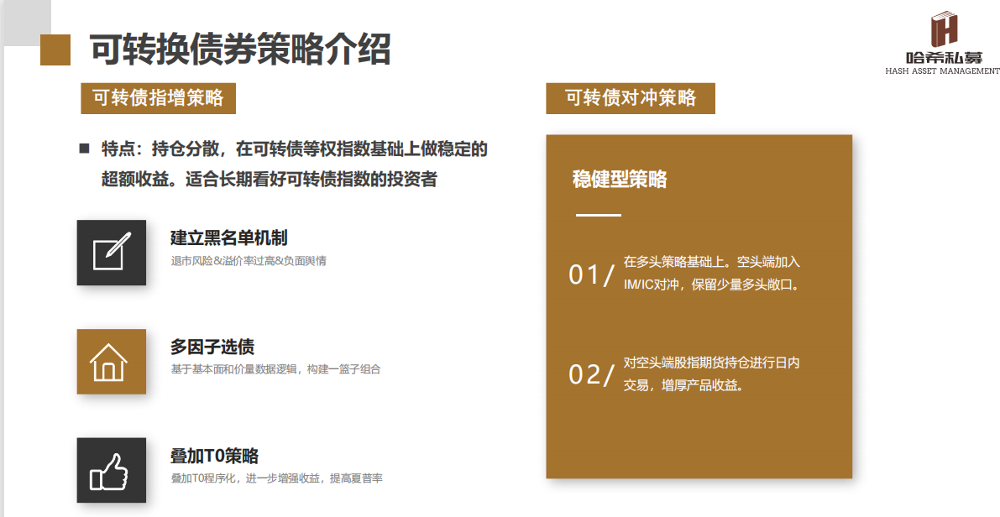 可转换债券策略介绍
哈希私募
HASH ASSET MANAGEMENT
可转债指增策略
特点：持仓分散，在可转债等权指数基础上做稳定的
超额收益。适合长期看好可转债指数的投资者
建立黑名单机制
退市风险&溢价率过高&负面舆情
多因子选债
基于基本面和价量数据逻辑，构建一篮子组合
叠加T0策略
叠加T0程序化，进一步增强收益，提高夏普率
可转债对冲策略
稳健型策略
01/
在多头策略基础上。空头端加入
IM/IC对冲，保留少量多头敞口。
02/
对空头端股指期货持仓进行日内
交易，增厚产品收益。